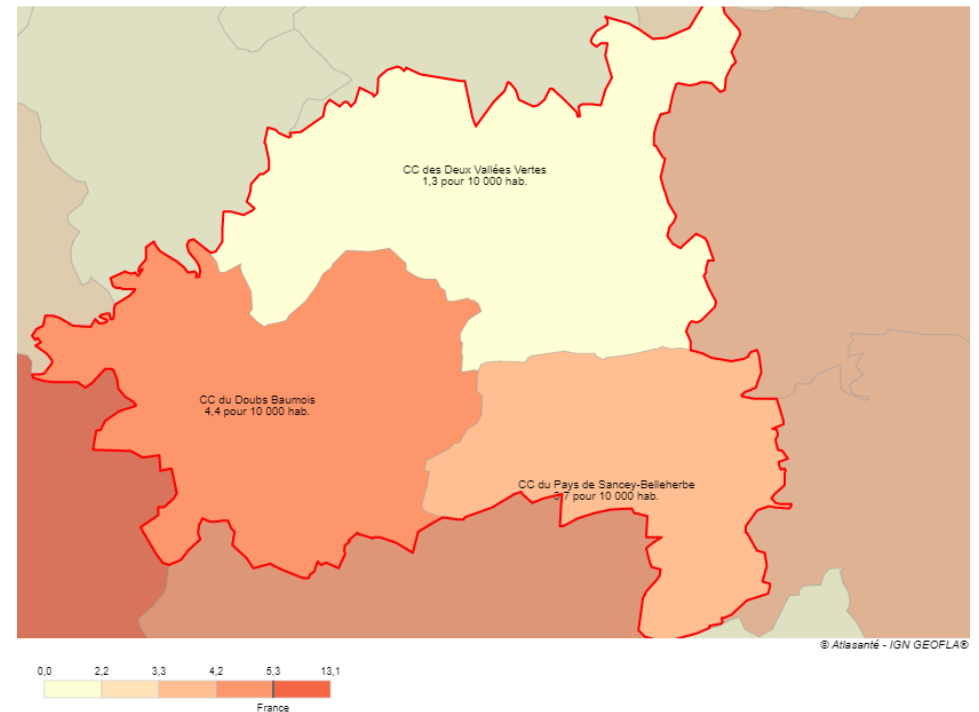 CC des Deux Vallées Vertes
1,3 pour 10 000 hab.
CC du Doubs Baumois
4,4 pour 10 000 hab.
CC du Pays de Sancey-Belleherbe
3,7 pour 10 000 hab.
© Atlasanté - IGN GEOFLA®
0,0 2,2 3,3 4,2 5,3 13,1
France